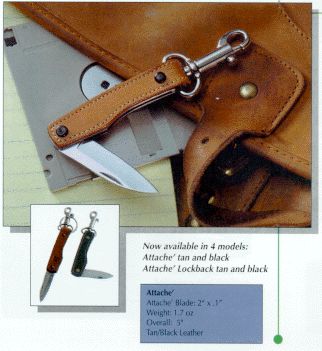 Now available in 4 models:
Attache' tan and black
Attache' Lockback tan and black
Attache'
Attache' Blade: 2" x .1"
Weight: 1.7 oz
Overall: 5"
Tan/Black Leather